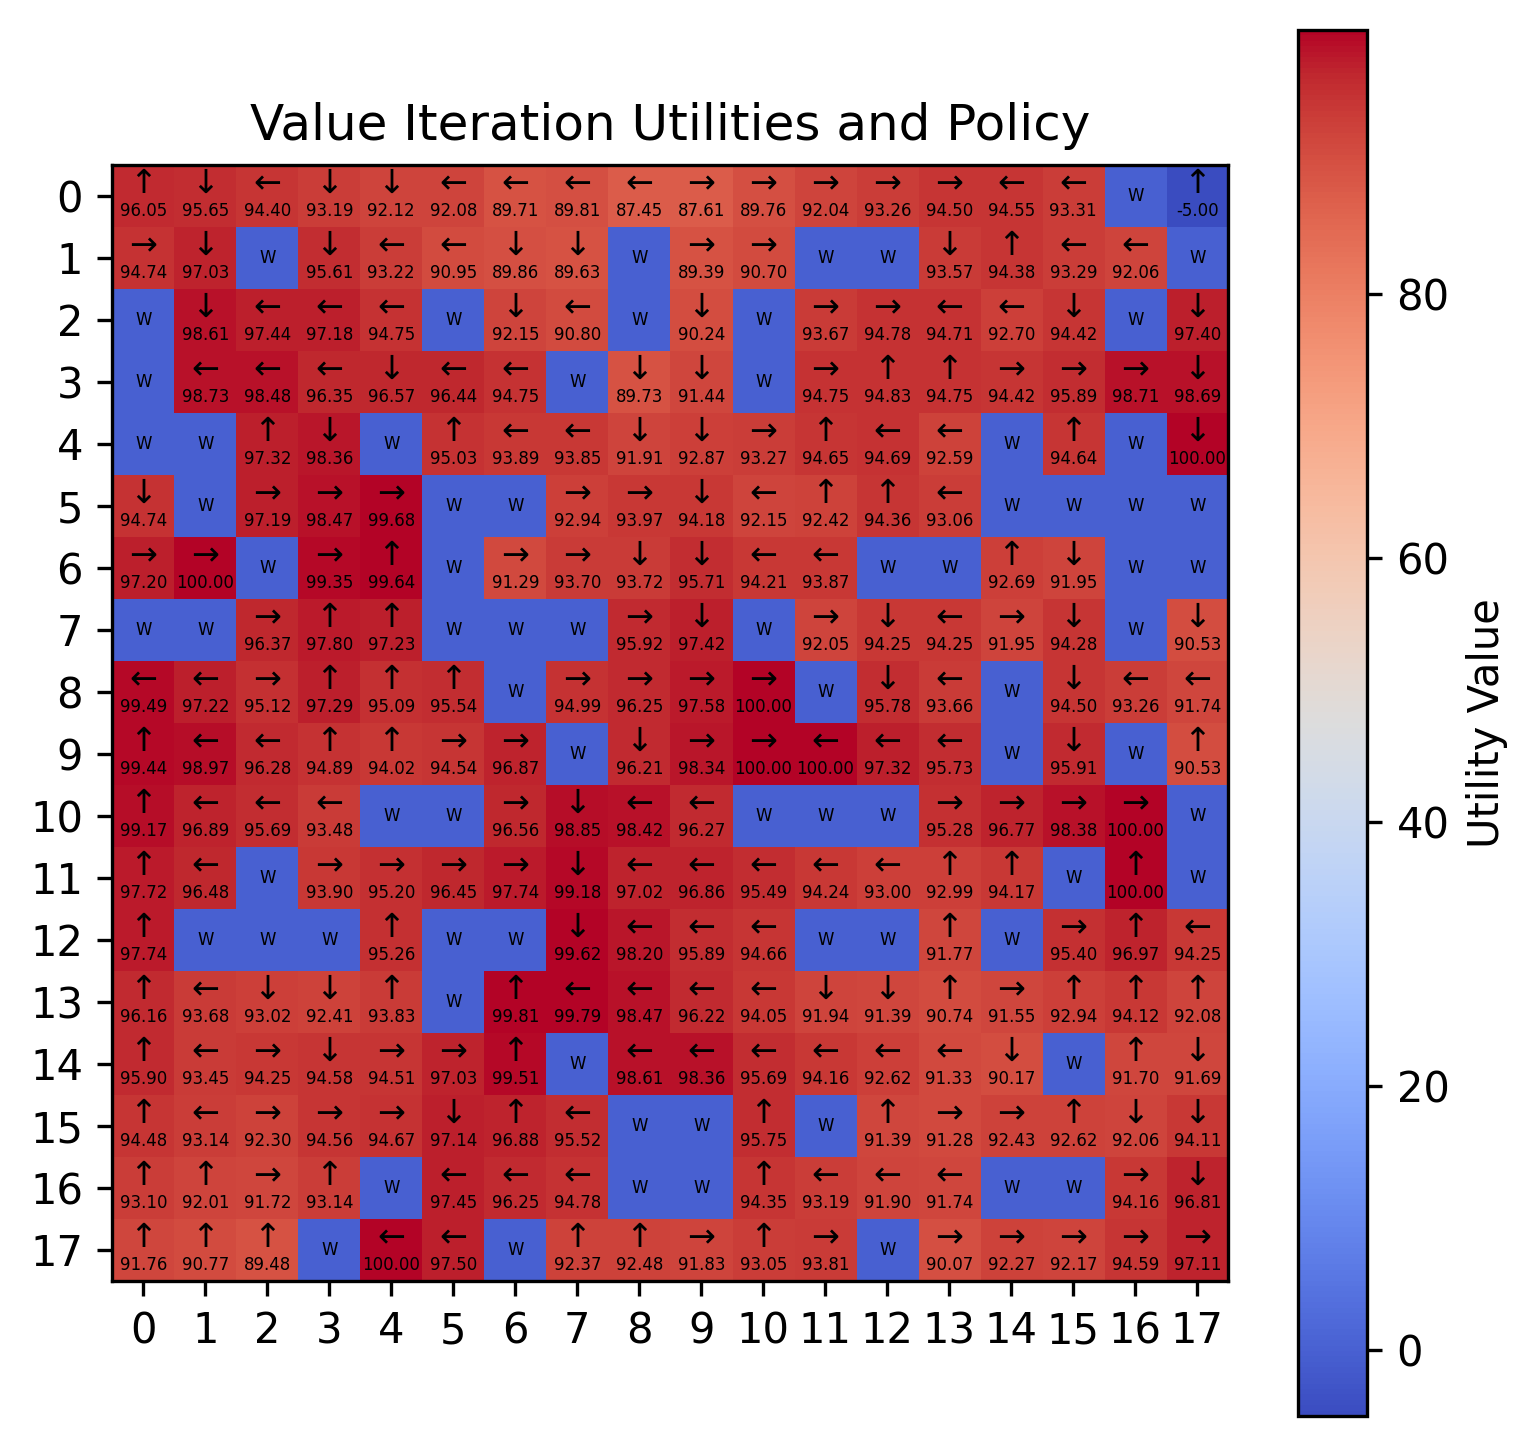 Value Iteration Utilities and Policy
0 ↑ ↓ ← ↓ ↓ ← ← ← ← → → → → → ← ← W ↑
96.05 95.65 94.40 93.19 92.12 92.08 89.71 89.81 87.45 87.61 89.76 92.04 93.26 94.50 94.55 93.31 -5.00
1 → ↓ W ↓ ← ← ↓ ↓ W → → W W ↓ ↑ ← ← W
94.74 97.03 95.61 93.22 90.95 89.86 89.63 89.39 90.70 93.57 94.38 93.29 92.06
2 W ↓ ← ← ← W ↓ ← W ↓ W → → ← ← ↓ W ↓
98.61 97.44 97.18 94.75 92.15 90.80 90.24 93.67 94.78 94.71 92.70 94.42 97.40
3 W ← ← ← ↓ ← ← W ↓ ↓ W → ↑ ↑ → → → ↓
98.73 98.48 96.35 96.57 96.44 94.75 89.73 91.44 94.75 94.83 94.75 94.42 95.89 98.71 98.69
4 W W ↑ ↓ W ↑ ← ← ↓ ↓ → ↑ ← ← W ↑ W ↓
97.32 98.36 95.03 93.89 93.85 91.91 92.87 93.27 94.65 94.69 92.59 94.64 100.00
5 ↓ W → → → W W → → ↓ ← ↑ ↑ ← W W W W
94.74 97.19 98.47 99.68 92.94 93.97 94.18 92.15 92.42 94.36 93.06
6 → → W → ↑ W → → ↓ ↓ ← ← W W ↑ ↓ W W
97.20 100.00 99.35 99.64 91.29 93.70 93.72 95.71 94.21 93.87 92.69 91.95
7 W W → ↑ ↑ W W W → ↓ W → ↓ ← → ↓ W ↓
96.37 97.80 97.23 95.92 97.42 92.05 94.25 94.25 91.95 94.28 90.53
8 ← ← → ↑ ↑ ↑ W → → → → W ↓ ← W ↓ ← ←
99.49 97.22 95.12 97.29 95.09 95.54 94.99 96.25 97.58 100.00 95.78 93.66 94.50 93.26 91.74
9 ↑ ← ← ↑ ↑ → → W ↓ → → ← ← ← W ↓ W ↑
99.44 98.97 96.28 94.89 94.02 94.54 96.87 96.21 98.34 100.00 100.00 97.32 95.73 95.91 90.53
10 ↑ ← ← ← W W → ↓ ← ← W W W → → → → W
99.17 96.89 95.69 93.48 96.56 98.85 98.42 96.27 95.28 96.77 98.38 100.00
11 ↑ ← W → → → → ↓ ← ← ← ← ← ↑ ↑ W ↑ W
97.72 96.48 93.90 95.20 96.45 97.74 99.18 97.02 96.86 95.49 94.24 93.00 92.99 94.17 100.00
12 ↑ W W W ↑ W W ↓ ← ← ← W W ↑ W → ↑ ←
97.74 95.26 99.62 98.20 95.89 94.66 91.77 95.40 96.97 94.25
13 ↑ ← ↓ ↓ ↑ W ↑ ← ← ← ← ↓ ↓ ↑ → ↑ ↑ ↑
96.16 93.68 93.02 92.41 93.83 99.81 99.79 98.47 96.22 94.05 91.94 91.39 90.74 91.55 92.94 94.12 92.08
14 ↑ ← → ↓ → → ↑ W ← ← ← ← ← ← ↓ W ↑ ↓
95.90 93.45 94.25 94.58 94.51 97.03 99.51 98.61 98.36 95.69 94.16 92.62 91.33 90.17 91.70 91.69
15 ↑ ← → → → ↓ ↑ ← W W ↑ W ↑ → → ↑ ↓ ↓
94.48 93.14 92.30 94.56 94.67 97.14 96.88 95.52 95.75 91.39 91.28 92.43 92.62 92.06 94.11
16 ↑ ↑ → ↑ W ← ← ← W W ↑ ← ← ← W W → ↓
93.10 92.01 91.72 93.14 97.45 96.25 94.78 94.35 93.19 91.90 91.74 94.16 96.81
17 ↑ ↑ ↑ W ← ← W ↑ ↑ → ↑ → W → → → → →
91.76 90.77 89.48 100.00 97.50 92.37 92.48 91.83 93.05 93.81 90.07 92.27 92.17 94.59 97.11
0 1 2 3 4 5 6 7 8 9 10 11 12 13 14 15 16 17
80
60
40
20
0
Utility Value